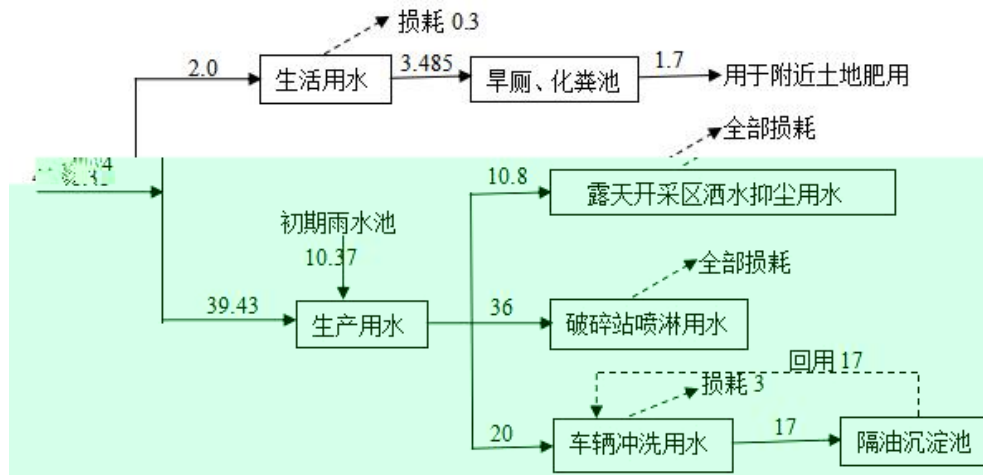 损耗 0.3
2.0
生活用水
3.485
旱厕、化粪池
1.7
用于附近土地肥用
全部损耗
10.8
露天开采区洒水抑尘用水
初期雨水池
10.37
全部损耗
39.43
生产用水
36
破碎站喷淋用水
回用 17
损耗 3
20
车辆冲洗用水
17
隔油沉淀池